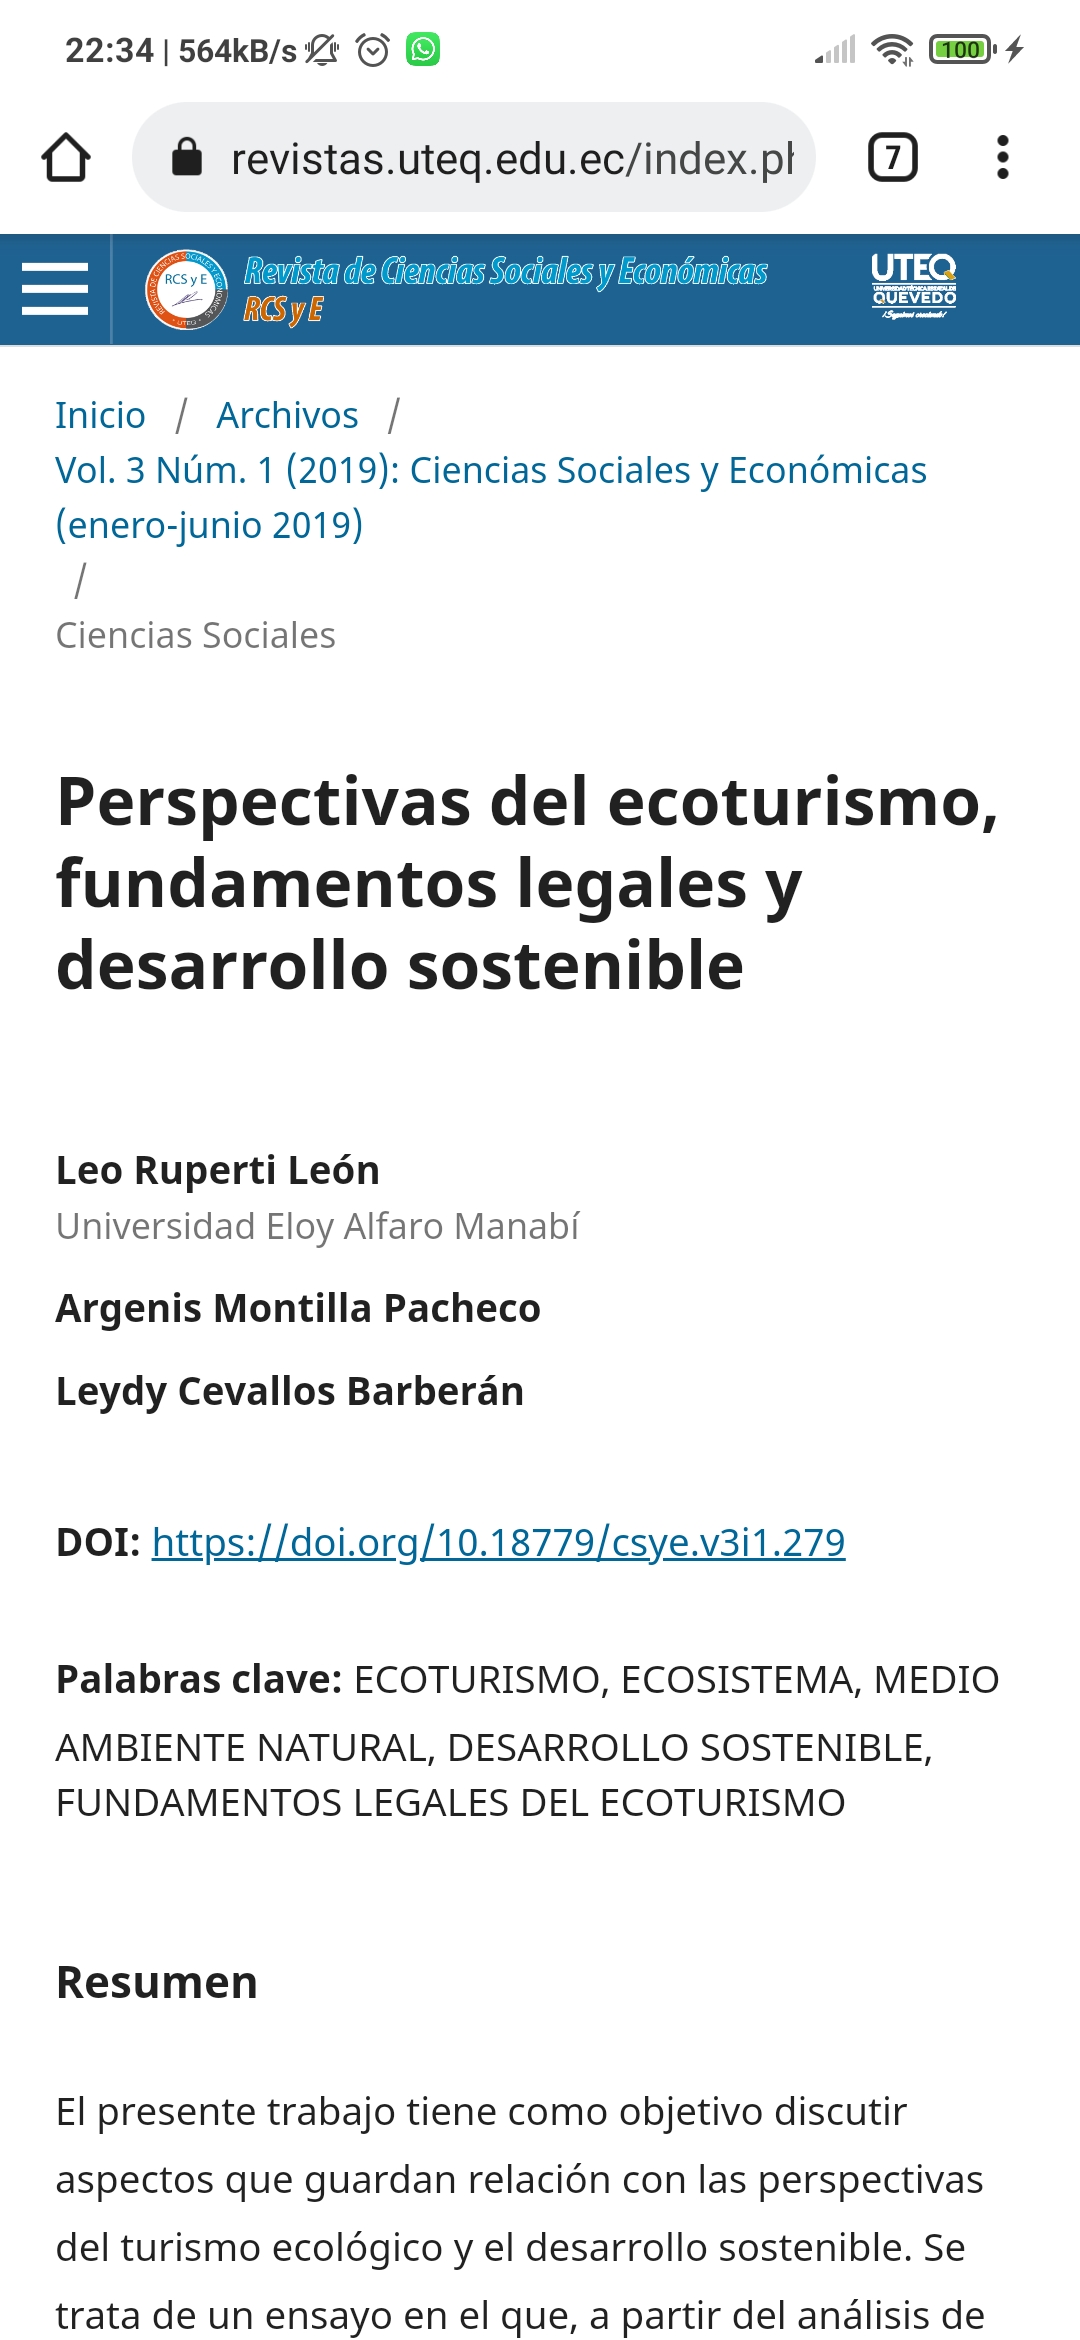 22:34 | 564kB/s
100
revistas.uteq.edu.ec/index.ph
7
RCS y E
Revista de Ciencias Sociales y Económicas
RCS y E
UTEQ
QUEVEDO
Inicio / Archivos /
Vol. 3 Núm. 1 (2019): Ciencias Sociales y Económicas
(enero-junio 2019)
/
Ciencias Sociales
Perspectivas del ecoturismo,
fundamentos legales y
desarrollo sostenible
Leo Ruperti León
Universidad Eloy Alfaro Manabí
Argenis Montilla Pacheco
Leydy Cevallos Barberán
DOI: https://doi.org/10.18779/csye.v3i1.279
Palabras clave: ECOTURISMO, ECOSISTEMA, MEDIO
AMBIENTE NATURAL, DESARROLLO SOSTENIBLE,
FUNDAMENTOS LEGALES DEL ECOTURISMO
Resumen
El presente trabajo tiene como objetivo discutir
aspectos que guardan relación con las perspectivas
del turismo ecológico y el desarrollo sostenible. Se
trata de un ensayo en el que, a partir del análisis de